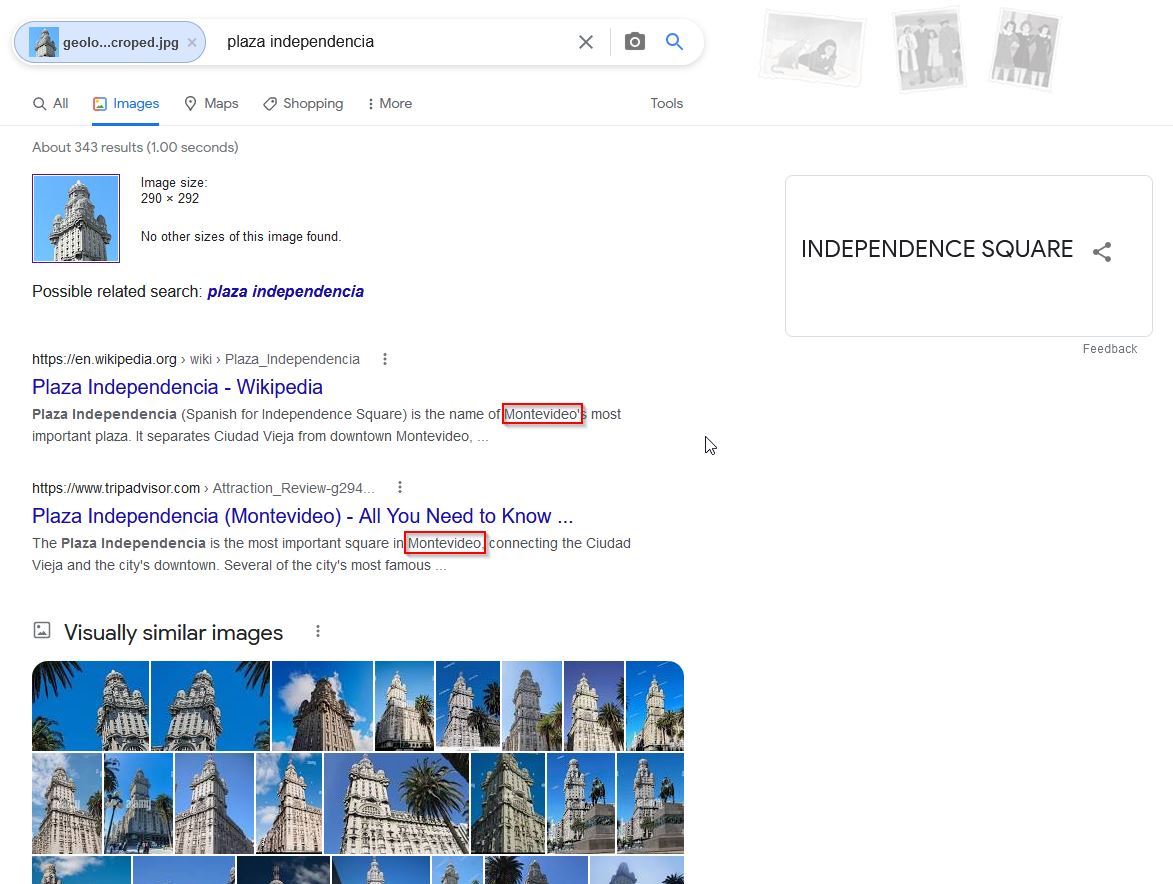 geolo...croped.jpg × plaza independencia
All Images Maps Shopping More Tools
About 343 results (1.00 seconds)
Image size:
290 × 292
No other sizes of this image found.
Possible related search: plaza independencia
INDEPENDENCE SQUARE
Feedback
https://en.wikipedia.org › wiki › Plaza_Independencia
Plaza Independencia - Wikipedia
Plaza Independencia (Spanish for Independence Square) is the name of Montevideo's most
important plaza. It separates Ciudad Vieja from downtown Montevideo, ...
https://www.tripadvisor.com › Attraction_Review-g294...
Plaza Independencia (Montevideo) - All You Need to Know ...
The Plaza Independencia is the most important square in Montevideo, connecting the Ciudad
Vieja and the city's downtown. Several of the city's most famous ...
Visually similar images